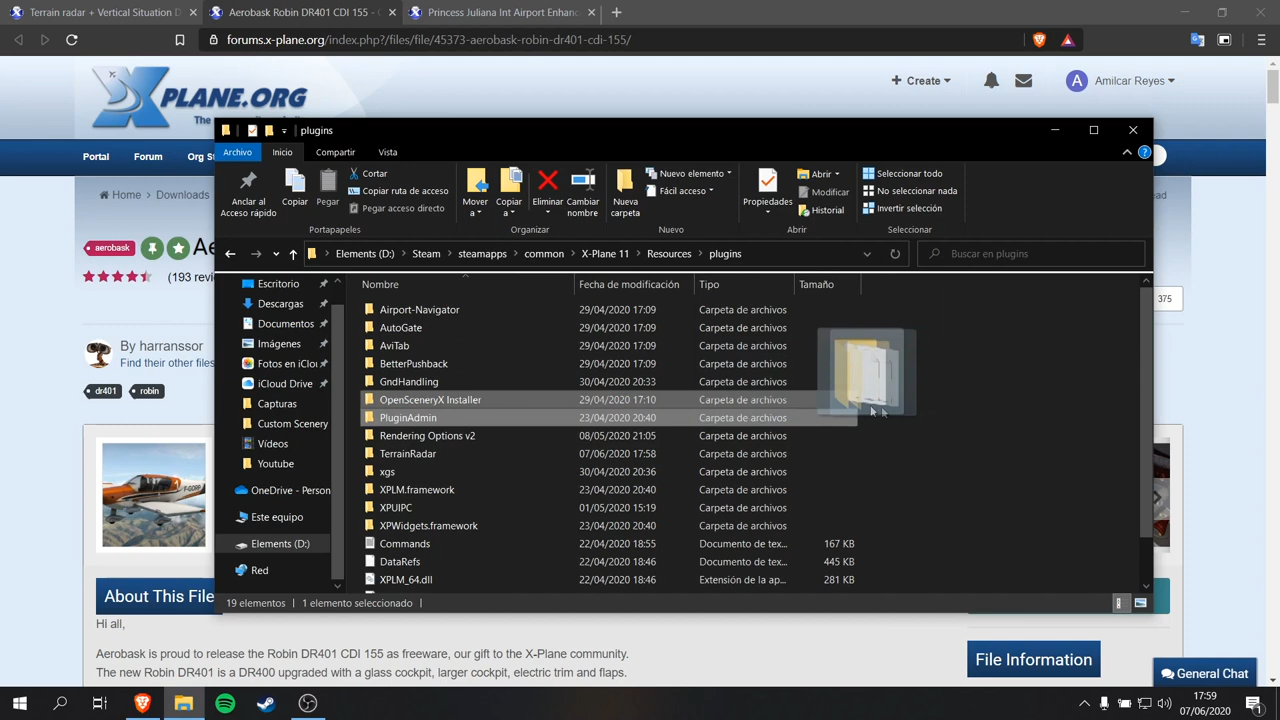 Terrain radar + Vertical Situation D
Aerobask Robin DR401 CDI 155 -
Princess Juliana Int Airport Enhanc
forums.x-plane.org/index.php?/files/file/45373-aerobask-robin-dr401-cdi-155/
X
PLANE.ORG
Create
A
Amilcar Reyes
Portal
Forum
Home
Downloads
aerobask
(193
375
By harranssor
Find their other files
dr401
robin
plugins
Archivo
Inicio
Compartir
Vista
Anclar al
Acceso rápido
Copiar
Pegar
Cortar
Copiar ruta de acceso
Pegar acceso directo
Portapapeles
Mover
a
Copiar
a
Eliminar
Cambiar
nombre
Organizar
Nueva
carpeta
Nuevo elemento
Fácil acceso
Nuevo
Propiedades
Abrir
Modificar
Historial
Abrir
Seleccionar todo
No seleccionar nada
Invertir selección
Seleccionar
Elements (D:)
Steam
steamapps
common
X-Plane 11
Resources
plugins
Buscar en plugins
Escritorio
Descargas
Documentos
Imágenes
Fotos en iClou
iCloud Drive
Capturas
Custom Scenery
Vídeos
Youtube
OneDrive - Person
Este equipo
Elements (D:)
Red
Nombre Fecha de modificación Tipo Tamaño
Airport-Navigator 29/04/2020 17:09 Carpeta de archivos
AutoGate 29/04/2020 17:09 Carpeta de archivos
AviTab 29/04/2020 17:09 Carpeta de archivos
BetterPushback 29/04/2020 17:09 Carpeta de archivos
GndHandling 30/04/2020 20:33 Carpeta de archivos
OpenSceneryX Installer 29/04/2020 17:10 Carpeta de archivos
PluginAdmin 23/04/2020 20:40 Carpeta de archivos
Rendering Options v2 08/05/2020 21:05 Carpeta de archivos
TerrainRadar 07/06/2020 17:58 Carpeta de archivos
xgs 30/04/2020 20:36 Carpeta de archivos
XPLM.framework 23/04/2020 20:40 Carpeta de archivos
XPUIPC 01/05/2020 15:19 Carpeta de archivos
XPWidgets.framework 23/04/2020 20:40 Carpeta de archivos
Commands 22/04/2020 18:55 Documento de tex... 167 KB
DataRefs 22/04/2020 18:46 Documento de tex... 445 KB
XPLM_64.dll 22/04/2020 18:46 Extensión de la ap... 281 KB
19 elementos
1 elemento seleccionado
About This File
Hi all,
Aerobask is proud to release the Robin DR401 CDI 155 as freeware, our gift to the X-Plane community.
The new Robin DR401 is a DR400 upgraded with a glass cockpit, larger cockpit, electric trim and flaps.
File Information
General Chat
17:59
07/06/2020
1